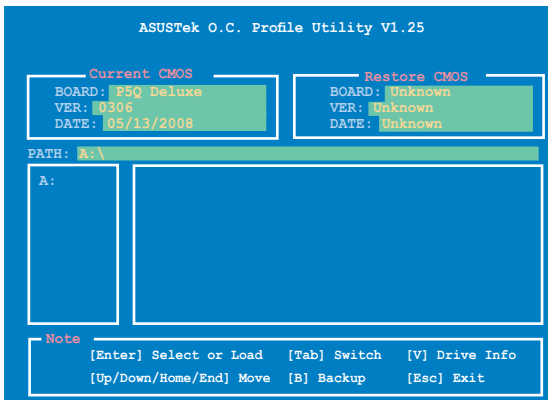 ASUSTek O.C. Profile Utility V1.25
Current CMOS
BOARD: P5Q Deluxe
VER: 0306
DATE: 05/13/2008
Restore CMOS
BOARD: Unknown
VER: Unknown
DATE: Unknown
PATH: A:\
A:
Note
[Enter] Select or Load [Tab] Switch [V] Drive Info
[Up/Down/Home/End] Move [B] Backup [Esc] Exit